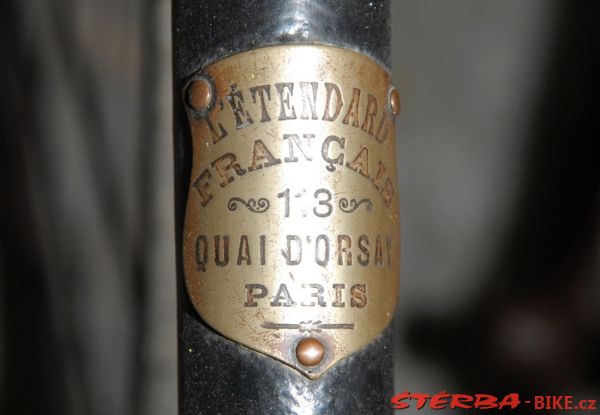 L'ÉTENDARD
FRANÇAIS
113
QUAI D'ORSAY
PARIS
ŠTĚRBA-BIKE.cz